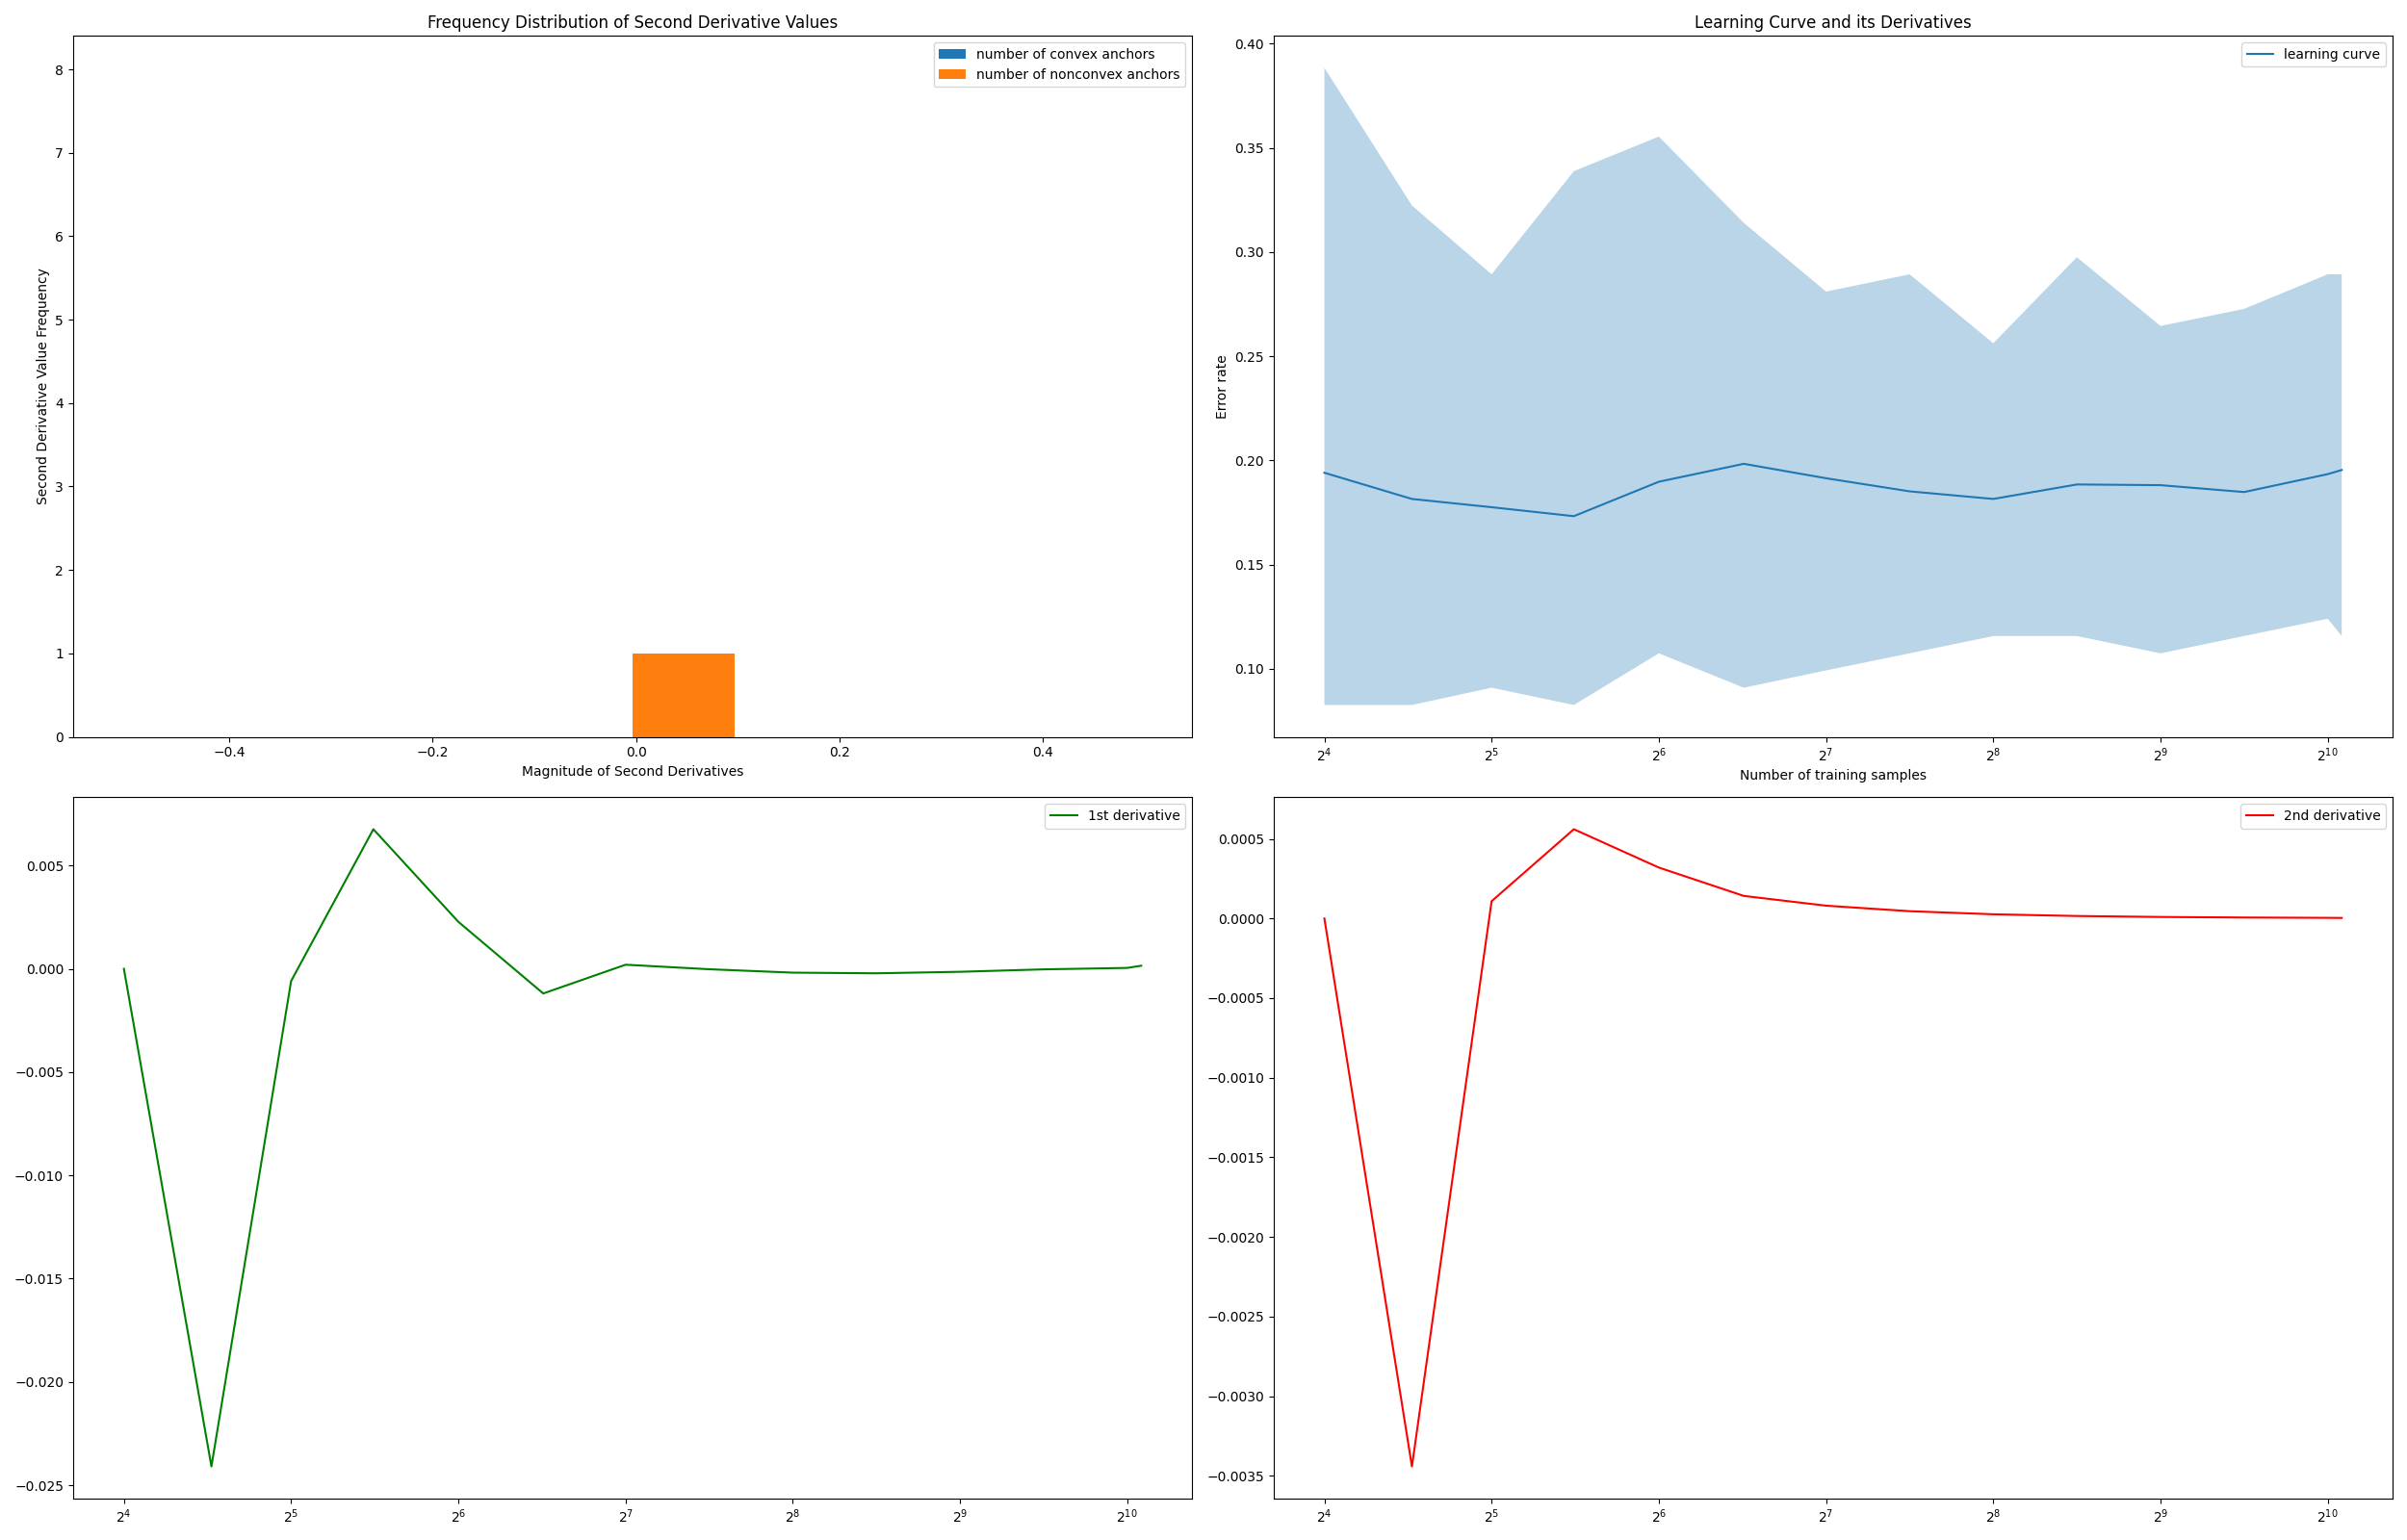 Frequency Distribution of Second Derivative Values
number of convex anchors
number of nonconvex anchors
8
7
6
5
4
3
2
1
0
Second Derivative Value Frequency
−0.4 −0.2 0.0 0.2 0.4
Magnitude of Second Derivatives
Learning Curve and its Derivatives
learning curve
0.40
0.35
0.30
0.25
0.20
0.15
0.10
Error rate
2⁴ 2⁵ 2⁶ 2⁷ 2⁸ 2⁹ 2¹⁰
Number of training samples
1st derivative
0.005
0.000
−0.005
−0.010
−0.015
−0.020
−0.025
2⁴ 2⁵ 2⁶ 2⁷ 2⁸ 2⁹ 2¹⁰
2nd derivative
0.0005
0.0000
−0.0005
−0.0010
−0.0015
−0.0020
−0.0025
−0.0030
−0.0035
2⁴ 2⁵ 2⁶ 2⁷ 2⁸ 2⁹ 2¹⁰